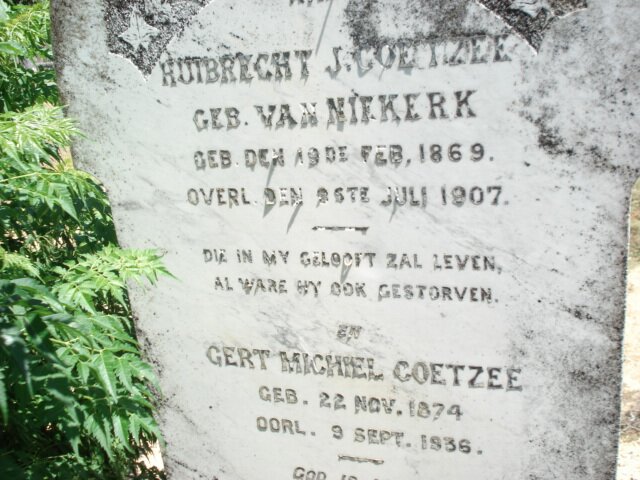 HUIBRECHT J. COETZEE
GEB. VAN NIEKERK
GEB. DEN 19DE FEB, 1869.
OVERL. DEN 26STE JULI 1907.
DIE IN MY GELOOFT ZAL LEVEN,
AL WARE HY OOK GESTORVEN.
EN
GERT MICHIEL COETZEE
GEB. 22 NOV. 1874
OORL. 9 SEPT. 1936.
GOD IS